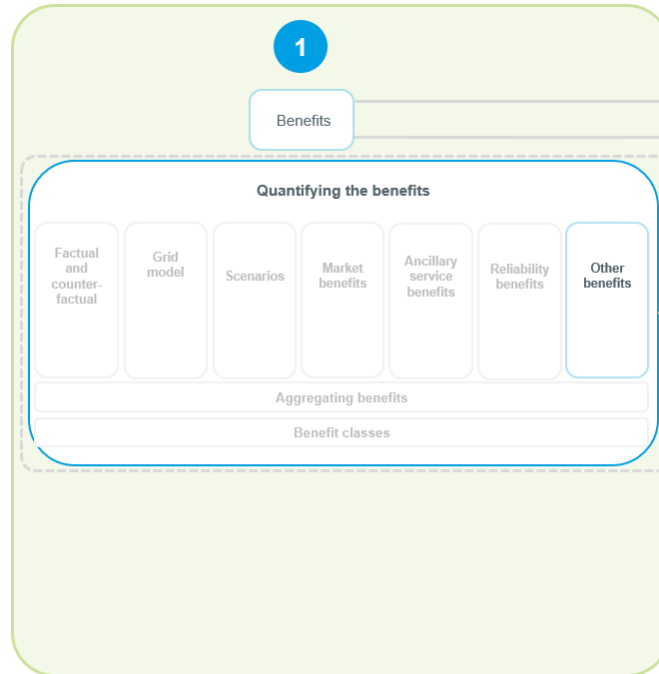 1
Benefits
Quantifying the benefits
Factual
and
counter-
factual
Grid
model
Scenarios
Market
benefits
Ancillary
service
benefits
Reliability
benefits
Other
benefits
Aggregating benefits
Benefit classes